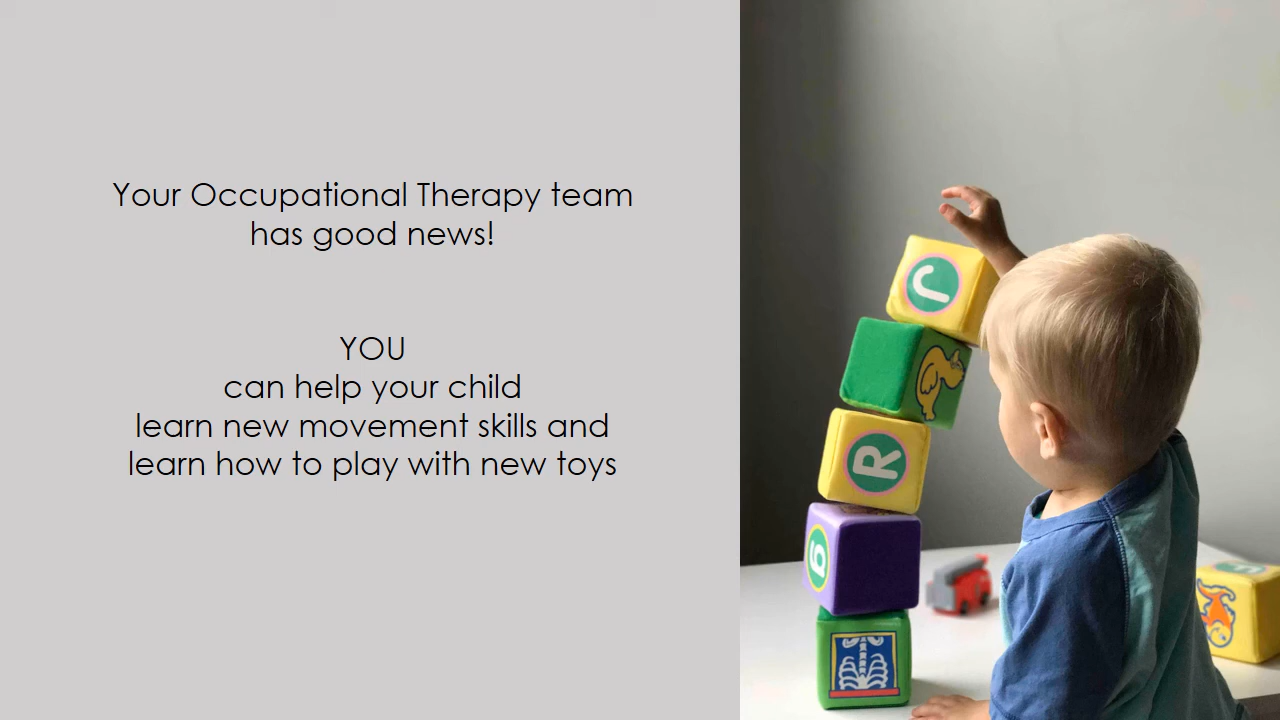 Your Occupational Therapy team
has good news!
YOU
can help your child
learn new movement skills and
learn how to play with new toys
J
R